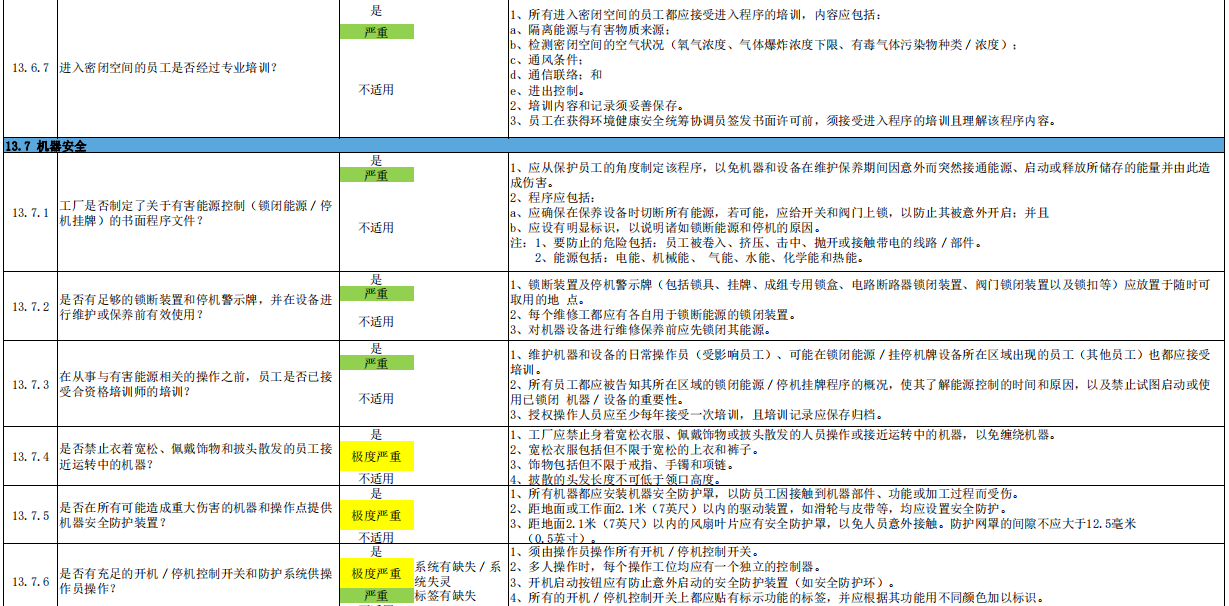 是
严重
不适用
13.6.7 进入密闭空间的员工是否经过专业培训？
1、所有进入密闭空间的员工都应接受进入程序的培训，内容应包括：
a、隔离能源与有害物质来源；
b、检测密闭空间的空气状况（氧气浓度、气体爆炸浓度下限、有毒气体污染物种类／浓度）；
c、通风条件；
d、通信联络；和
e、进出控制。
2、培训内容和记录须妥善保存。
3、员工在获得环境健康安全统筹协调员签发书面许可前，须接受进入程序的培训且理解该程序内容。
13.7 机器安全
13.7.1
工厂是否制定了关于有害能源控制（锁闭能源／停
机挂牌）的书面程序文件？
是
严重
不适用
1、应从保护员工的角度制定该程序，以免机器和设备在维护保养期间因意外而突然接通能源、启动或释放所储存的能量并由此造
成伤害。
2、程序应包括：
a、应确保在保养设备时切断所有能源，若可能，应给开关和阀门上锁，以防止其被意外开启；并且
b、应设有明显标识，以说明诸如锁断能源和停机的原因。
注：1、要防止的危险包括：员工被卷入、挤压、击中、抛开或接触带电的线路／部件。
2、能源包括：电能、机械能、 气能、水能、化学能和热能。
13.7.2
是否有足够的锁断装置和停机警示牌，并在设备进
行维护或保养前有效使用？
是
严重
不适用
1、锁断装置及停机警示牌（包括锁具、挂牌、成组专用锁盒、电路断路器锁闭装置、阀门锁闭装置以及锁扣等）应放置于随时可
取用的地 点。
2、每个维修工都应有各自用于锁断能源的锁闭装置。
3、对机器设备进行维修保养前应先锁闭其能源。
13.7.3
在从事与有害能源相关的操作之前，员工是否已接
受合资格培训师的培训？
是
严重
不适用
1、维护机器和设备的日常操作员（受影响员工）、可能在锁闭能源／挂停机牌设备所在区域出现的员工（其他员工）也都应接受
培训。
2、所有员工都应被告知其所在区域的锁闭能源／停机挂牌程序的概况，使其了解能源控制的时间和原因，以及禁止试图启动或使
用已锁闭 机器／设备的重要性。
3、授权操作人员应至少每年接受一次培训，且培训记录应保存归档。
13.7.4
是否禁止衣着宽松、佩戴饰物和披头散发的员工接
近运转中的机器？
是
极度严重
不适用
1、工厂应禁止身着宽松衣服、佩戴饰物或披头散发的人员操作或接近运转中的机器，以免缠绕机器。
2、宽松衣服包括但不限于宽松的上衣和裤子。
3、饰物包括但不限于戒指、手镯和项链。
4、披散的头发长度不可低于领口高度。
13.7.5
是否在所有可能造成重大伤害的机器和操作点提供
机器安全防护装置？
是
极度严重
不适用
1、所有机器都应安装机器安全防护罩，以防员工因接触到机器部件、功能或加工过程而受伤。
2、距地面或工作面2.1米（7英尺）以内的驱动装置，如滑轮与皮带等，均应设置安全防护。
3、距地面2.1米（7英尺）以内的风扇叶片应有安全防护罩，以免人员意外接触。防护网罩的间隙不应大于12.5毫米
（0.5英寸）。
13.7.6
是否有充足的开机／停机控制开关和防护系统供操
作员操作？
是
极度严重
系统有缺失／系
统失灵
严重
标签有缺失
1、须由操作员操作所有开机／停机控制开关。
2、多人操作时，每个操作工位均应有一个独立的控制器。
3、开机启动按钮应有防止意外启动的安全防护装置（如安全防护环）。
4、所有的开机／停机控制开关上都应贴有标示功能的标签，并应根据其功能用不同颜色加以标识。